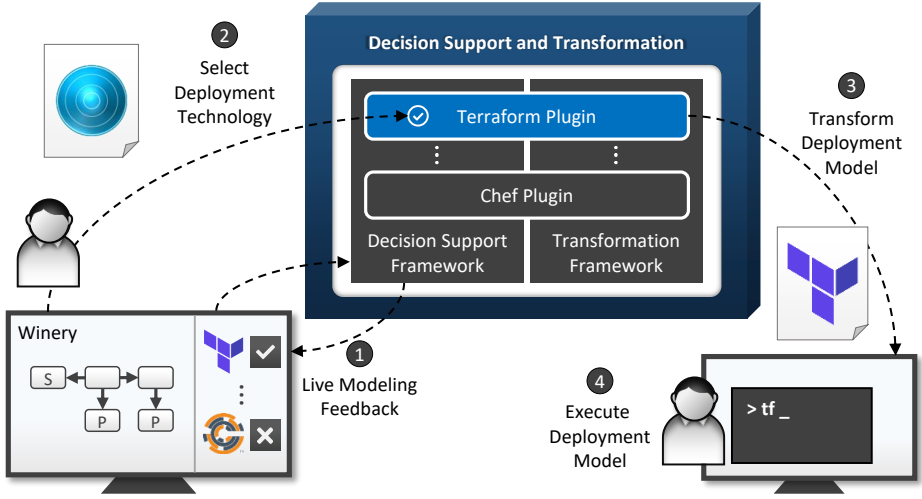 2
Select
Deployment
Technology
Decision Support and Transformation
Terraform Plugin
Chef Plugin
Decision Support
Framework
Transformation
Framework
3
Transform
Deployment
Model
Winery
S
P
P
1
Live Modeling
Feedback
4
Execute
Deployment
Model
> tf _